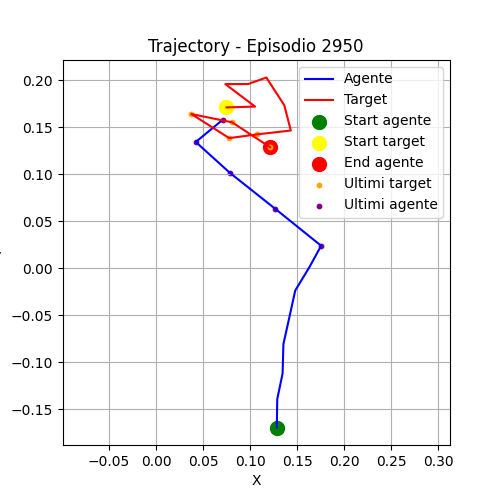 Trajectory - Episodio 2950
Agente
Target
Start agente
Start target
End agente
Ultimi target
Ultimi agente
0.20
0.15
0.10
0.05
0.00
−0.05
−0.10
−0.15
−0.05 0.00 0.05 0.10 0.15 0.20 0.25 0.30
X